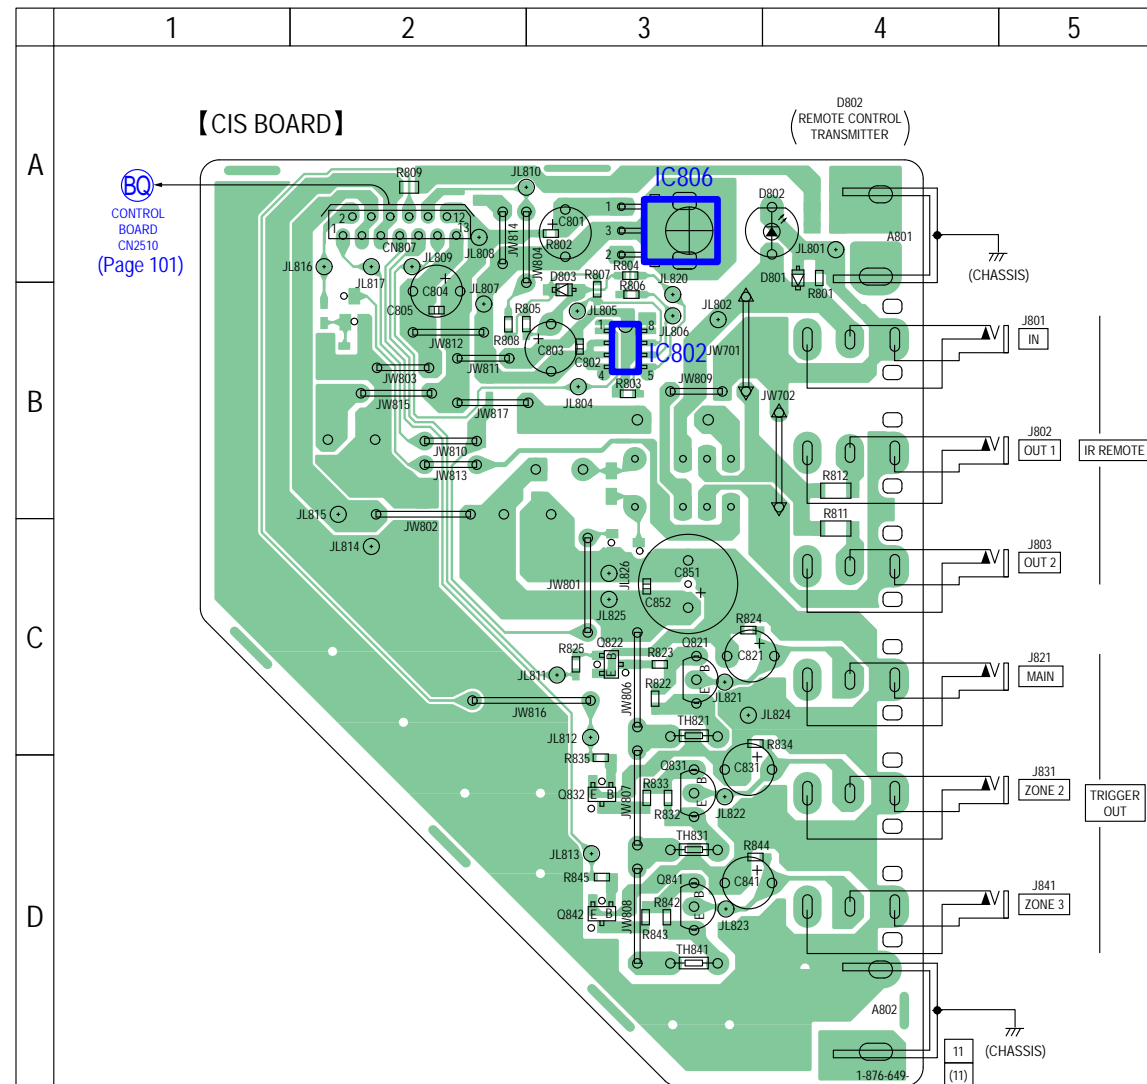 1 2 3 4 5
A
B
C
D
【CIS BOARD】
D802
REMOTE CONTROL
TRANSMITTER
BQ
CONTROL
BOARD
CN2510
(Page 101)
R809
JL810
IC806
D802
2 12
1 13
CN807
JL808
JW814
JW804
C801
R802
1
3
2
JL801
A801
(CHASSIS)
JL816
JL817
JL809
C804
C805
JL807
D803
R807
R804
R806
JL820
D801
R801
JW812
R808
R805
C803
C802
JL805
1 8
4 5
IC802
JL806
JL802
JW701
J801
IN
JW803
JW811
JW815
JW817
JL804
R803
JW809
JW702
JW810
JW813
J802
OUT 1
IR REMOTE
R812
R811
JL815
JW802
JL814
J803
OUT 2
JW801
JL826
JL825
C851
C852
R824
R825
Q822
E B
R823
Q821
B
E
C821
JL811
R822
JL821
J821
MAIN
JW816
JW806
JL824
JL812
TH821
R834
R835
Q831
C831
Q832
E B
JW807
R833
R832
B
E
JL822
J831
ZONE 2
TRIGGER
OUT
TH831
JL813
R844
R845
Q841
C841
Q842
E B
JW808
R842
R843
B
E
JL823
J841
ZONE 3
TH841
A802
(CHASSIS)
11
(11)
1-876-649-